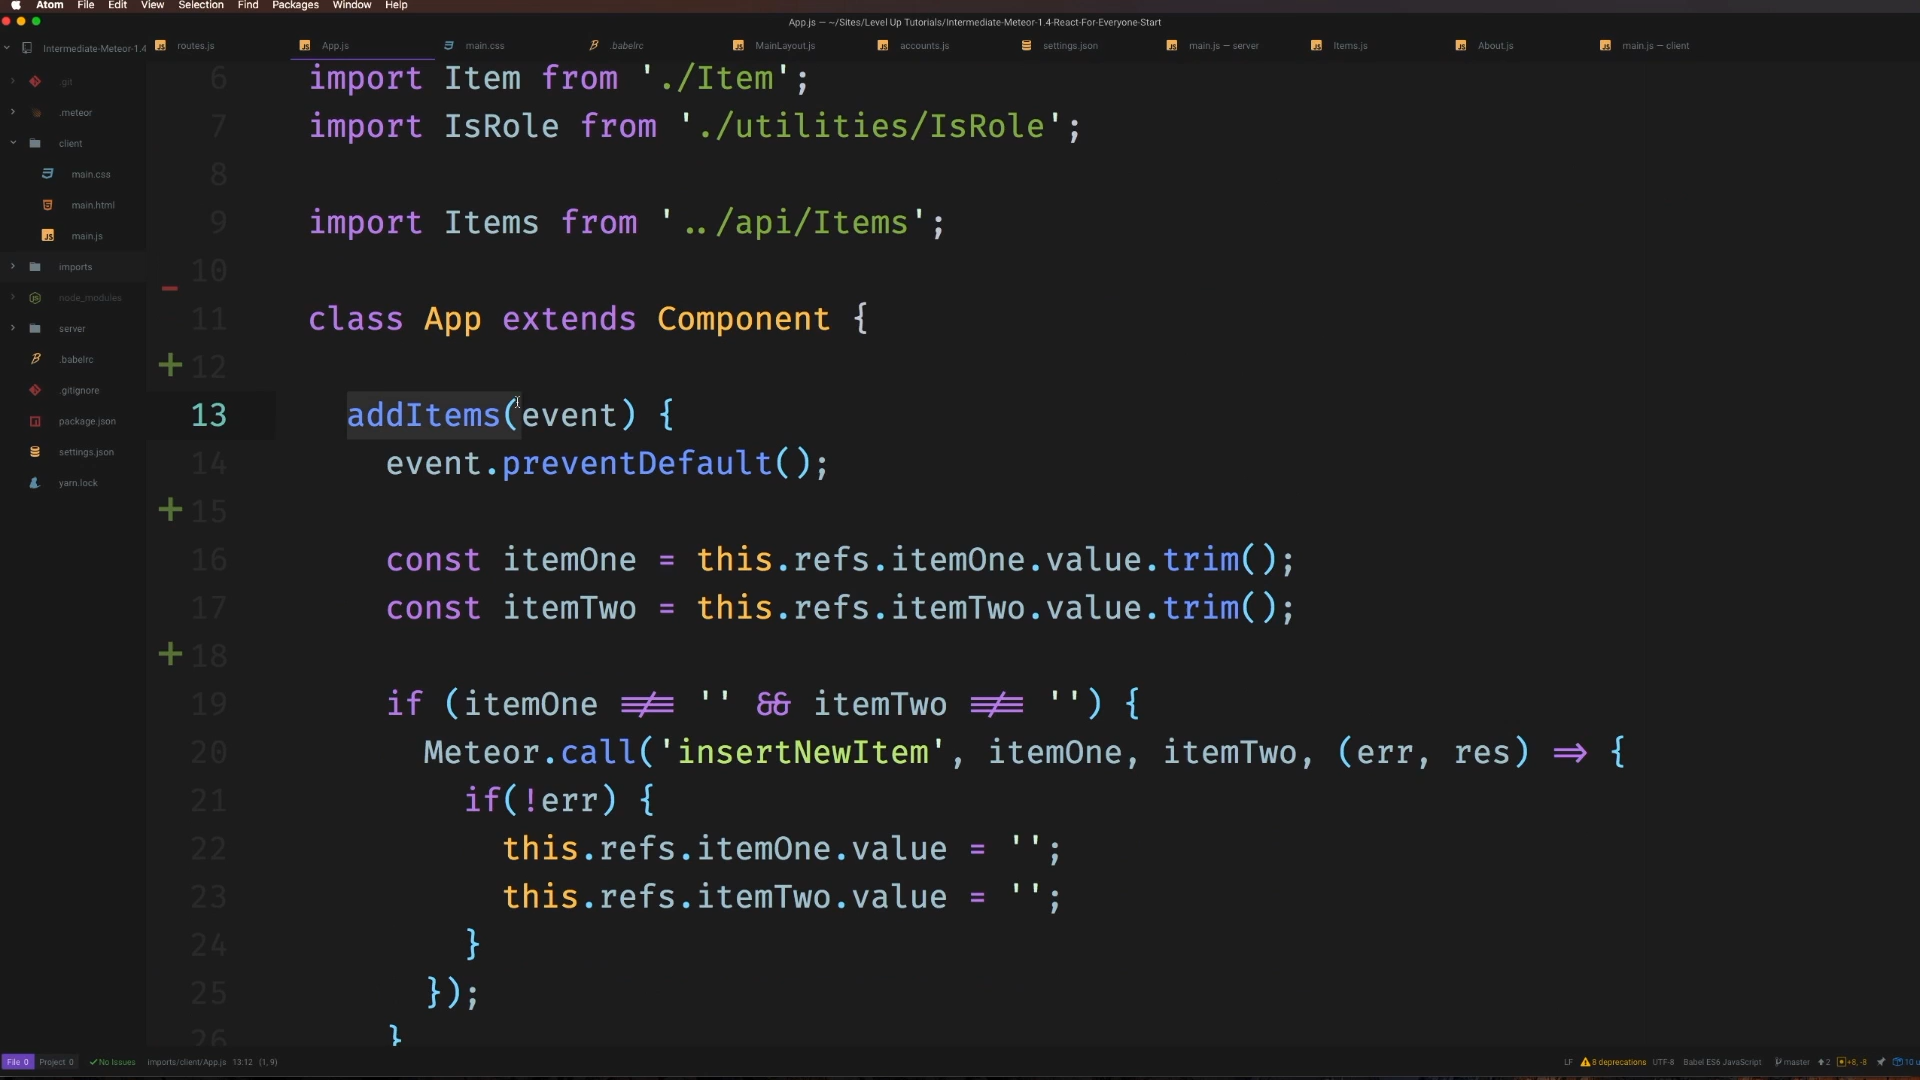 Atom File Edit View Selection Find Packages Window Help
App.js — ~/Sites/Level Up Tutorials/Intermediate-Meteor-1.4-React-For-Everyone-Start
Intermediate-Meteor-1.4
routes.js App.js main.css .babelrc MainLayout.js accounts.js settings.json main.js — server Items.js About.js main.js — client
.git
.meteor
client
main.css
main.html
main.js
imports
node_modules
server
.babelrc
.gitignore
package.json
settings.json
yarn.lock
6 import Item from './Item';
7 import IsRole from './utilities/IsRole';
8
9 import Items from '../api/Items';
10
11 class App extends Component {
12
13 addItems(event) {
14 event.preventDefault();
15
16 const itemOne = this.refs.itemOne.value.trim();
17 const itemTwo = this.refs.itemTwo.value.trim();
18
19 if (itemOne !== '' && itemTwo !== '') {
20 Meteor.call('insertNewItem', itemOne, itemTwo, (err, res) => {
21 if(!err) {
22 this.refs.itemOne.value = '';
23 this.refs.itemTwo.value = '';
24 }
25 });
26 }
File 0 Project 0 No Issues imports/client/App.js 13:12 (1, 9) LF 8 deprecations UTF-8 Babel ES6 JavaScript master 2 +8, -8 10 u